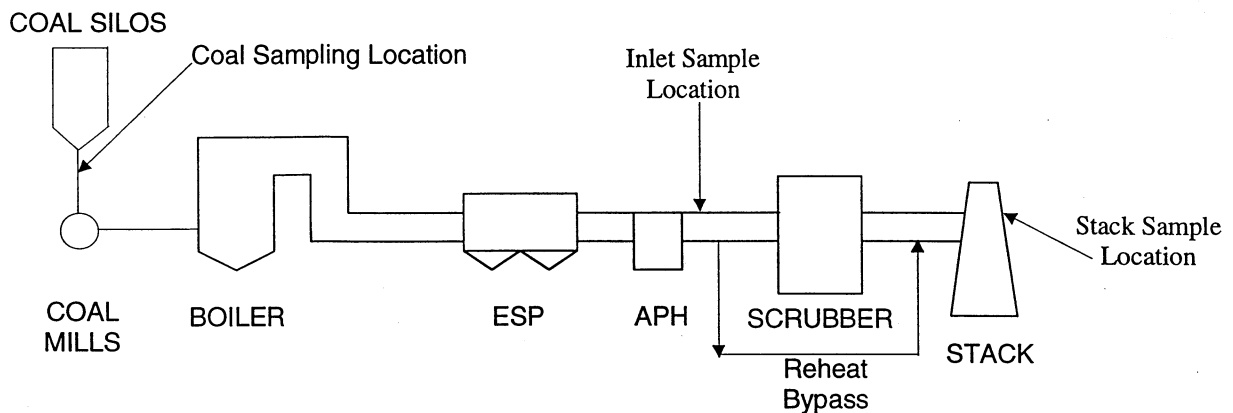 COAL SILOS
Coal Sampling Location
Inlet Sample
Location
Stack Sample
Location
COAL
MILLS
BOILER
ESP
APH
SCRUBBER
STACK
Reheat
Bypass